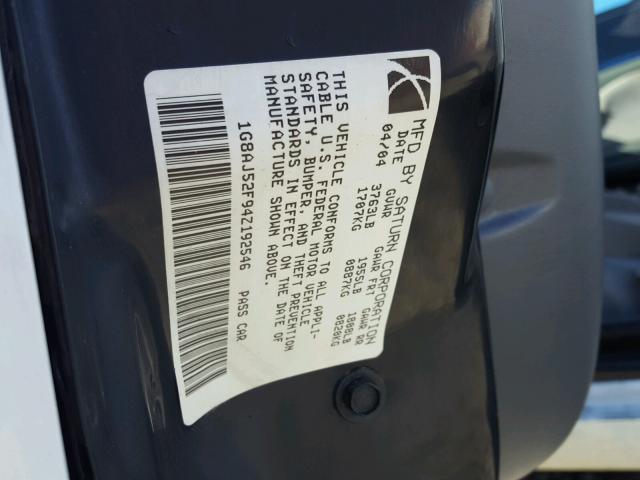 MFD BY SATURN CORPORATION
DATE GVWR GAWR FRT GAWR RR
04/04 3763LB 1955LB 1808LB
1707KG 0887KG 0820KG
THIS VEHICLE CONFORMS TO ALL APPLI-
CABLE U.S. FEDERAL MOTOR VEHICLE
SAFETY, BUMPER, AND THEFT PREVENTION
STANDARDS IN EFFECT ON THE DATE OF
MANUFACTURE SHOWN ABOVE.
1G8AJ52F94Z192546 PASS CAR